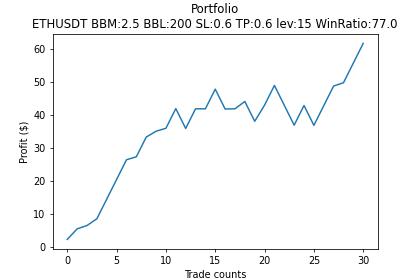 Portfolio
ETHUSDT BBM:2.5 BBL:200 SL:0.6 TP:0.6 lev:15 WinRatio:77.0
60
50
40
30
20
10
0
Profit ($)
0 5 10 15 20 25 30
Trade counts